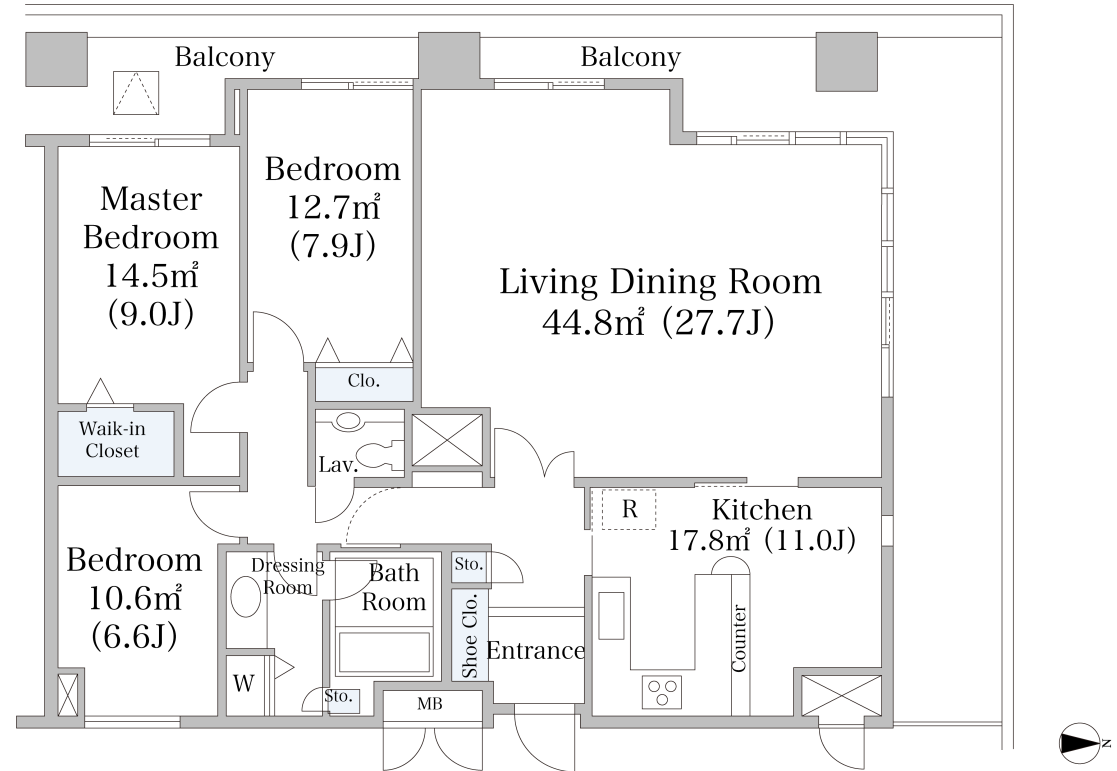 Balcony
Balcony
Master
Bedroom
14.5㎡
(9.0J)
Bedroom
12.7㎡
(7.9J)
Living Dining Room
44.8㎡ (27.7J)
Clo.
Waik-in
Closet
Lav.
R
Kitchen
17.8㎡ (11.0J)
Bedroom
10.6㎡
(6.6J)
Dressing
Room
Bath
Room
Sto.
Shoe Clo.
Entrance
Counter
W
Sto.
MB
N